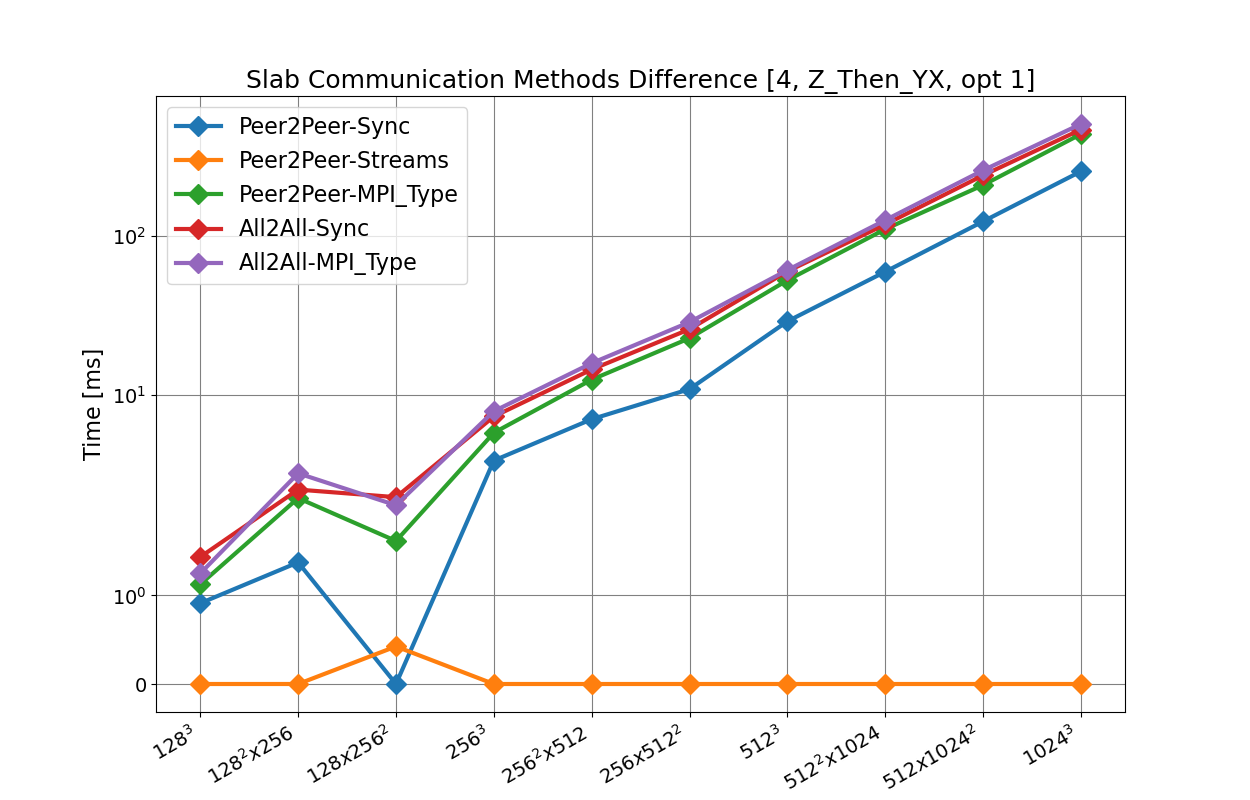 Slab Communication Methods Difference [4, Z_Then_YX, opt 1]
Peer2Peer-Sync
Peer2Peer-Streams
Peer2Peer-MPI_Type
All2All-Sync
All2All-MPI_Type
Time [ms]
10²
10¹
10⁰
0
128³
128²x256
128x256²
256³
256²x512
256x512²
512³
512²x1024
512x1024²
1024³